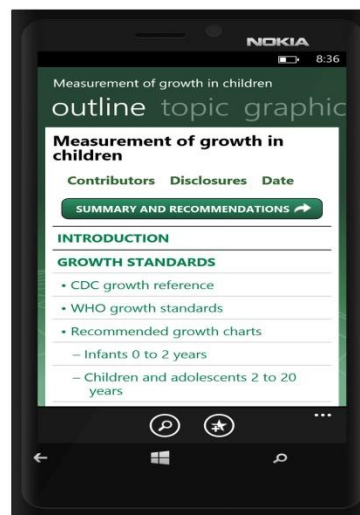 NOKIA
8:36
Measurement of growth in children
outline topic graphic
Measurement of growth in
children
Contributors Disclosures Date
SUMMARY AND RECOMMENDATIONS
INTRODUCTION
GROWTH STANDARDS
• CDC growth reference
• WHO growth standards
• Recommended growth charts
– Infants 0 to 2 years
– Children and adolescents 2 to 20
years